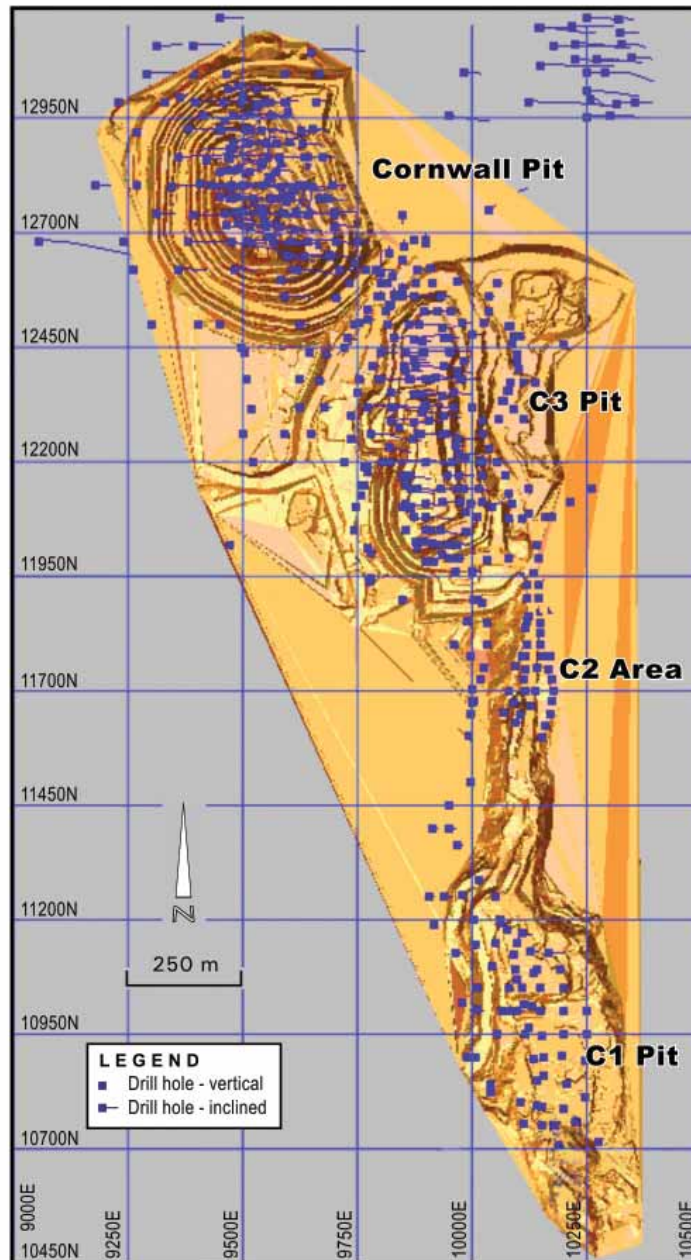 12950N
Cornwall Pit
12700N
12450N
C3 Pit
12200N
11950N
C2 Area
11700N
11450N
N
11200N
250 m
10950N
LEGEND
Drill hole - vertical
Drill hole - inclined
C1 Pit
10700N
9000E
9250E
9500E
9750E
10000E
10250E
10500E
10450N